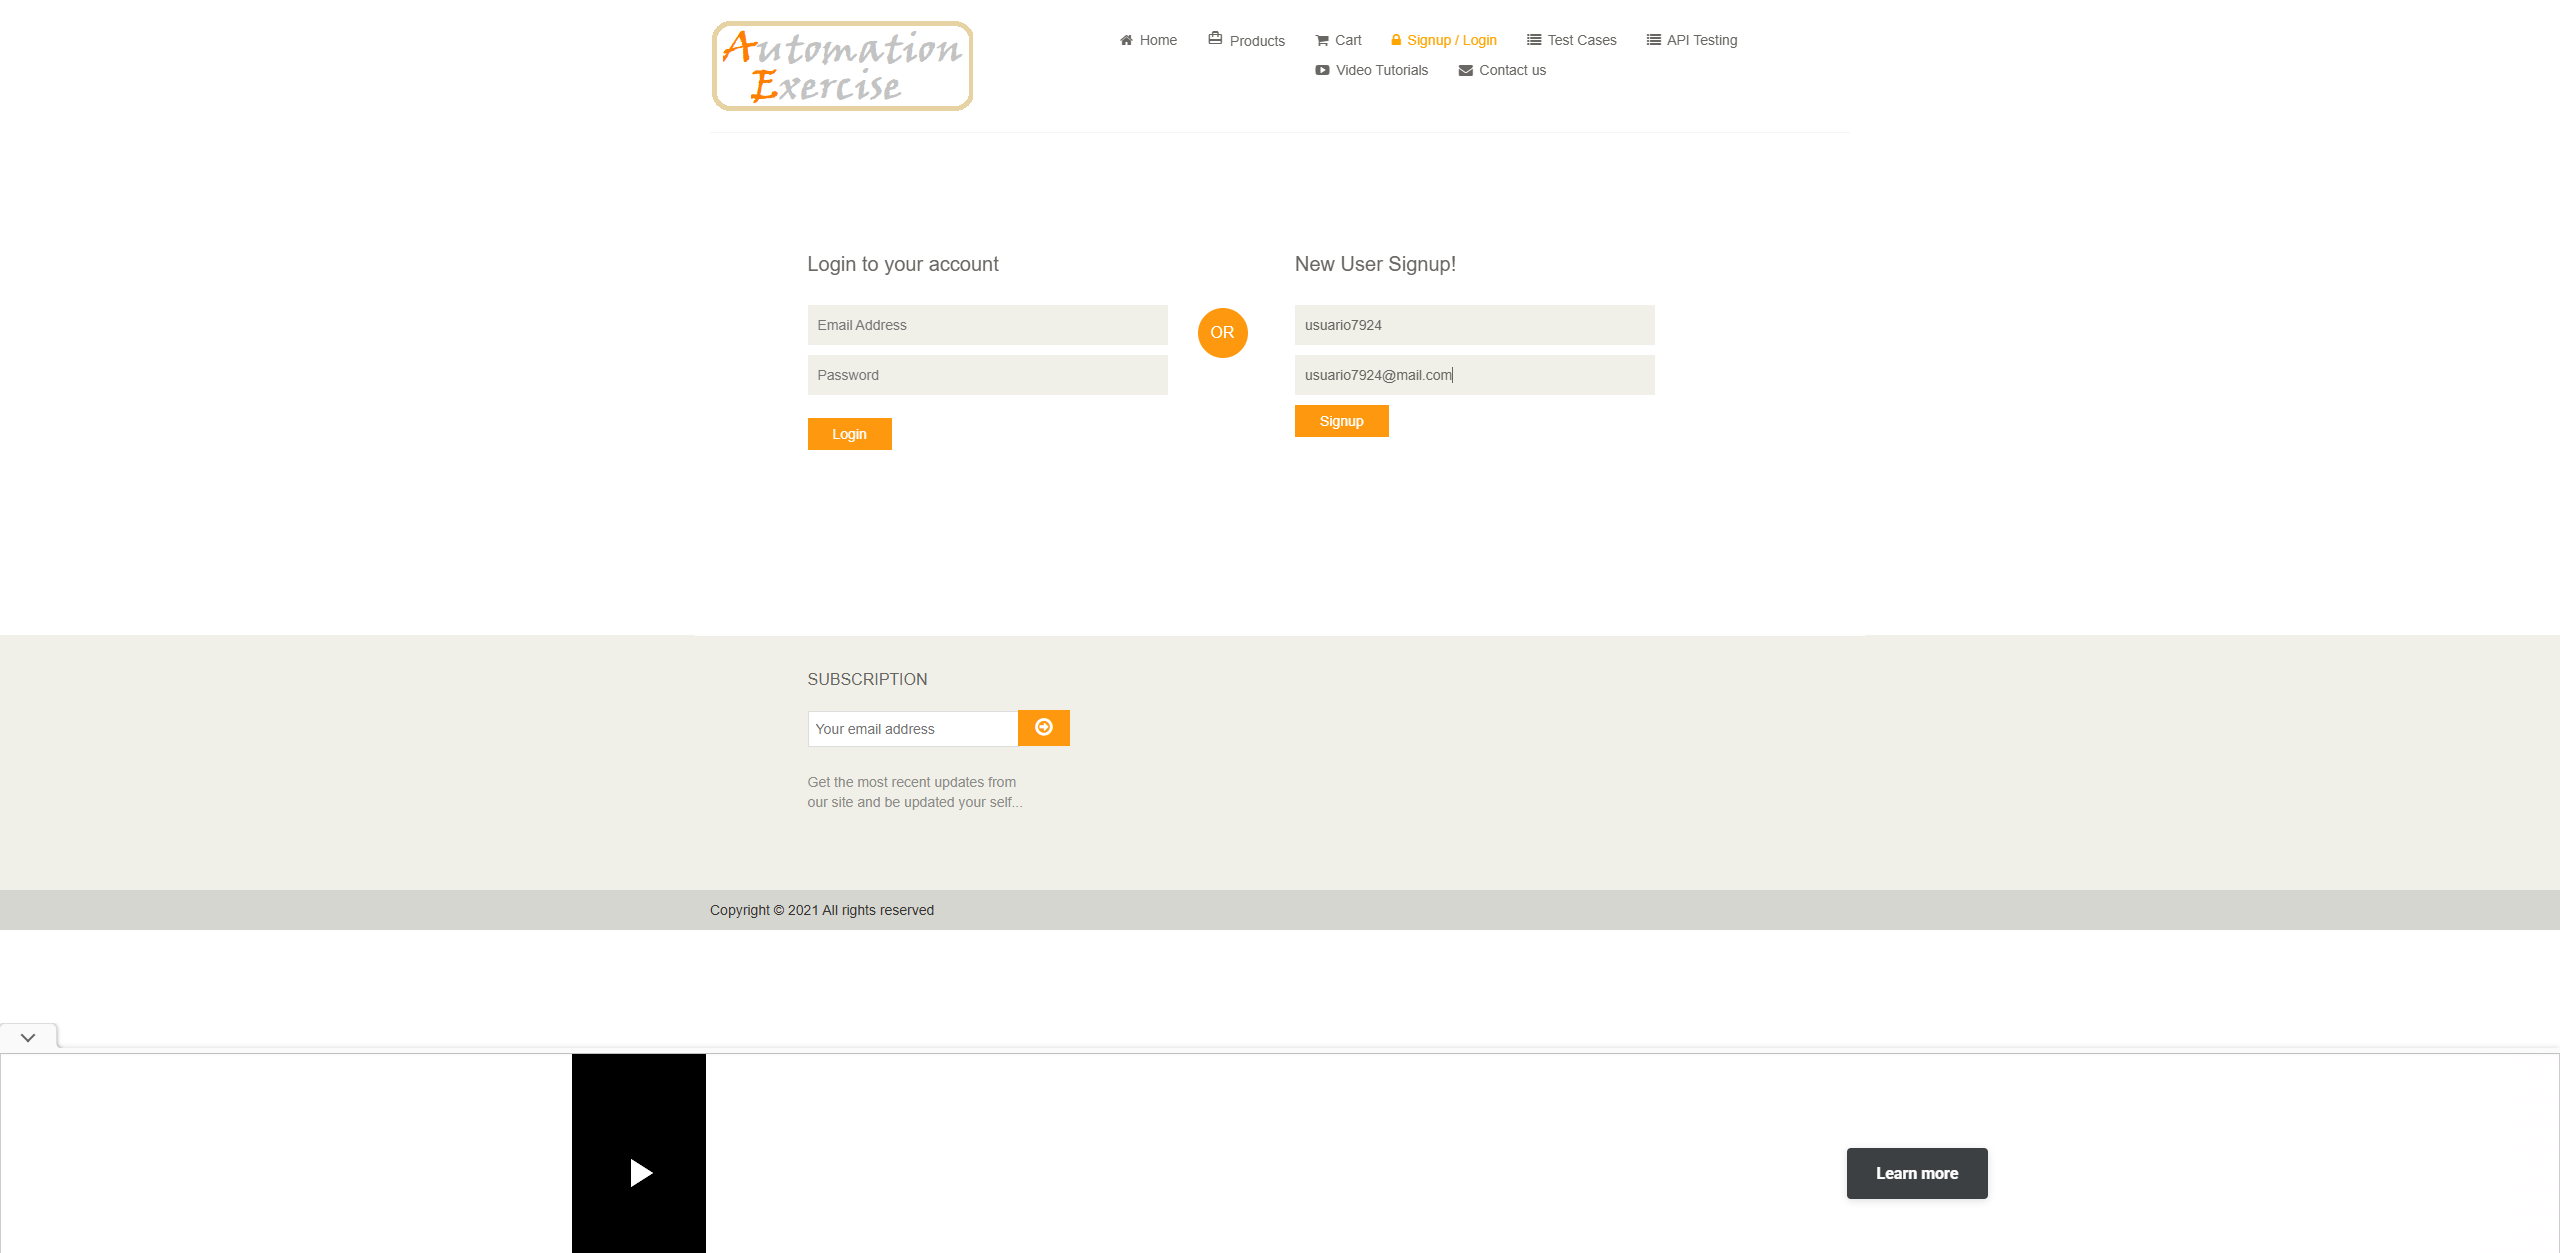 Automation
Exercise
Home
Products
Cart
Signup / Login
Test Cases
API Testing
Video Tutorials
Contact us
Login to your account
Email Address
Password
Login
OR
New User Signup!
usuario7924
usuario7924@mail.com
Signup
SUBSCRIPTION
Your email address
Get the most recent updates from
our site and be updated your self...
Copyright © 2021 All rights reserved
Learn more